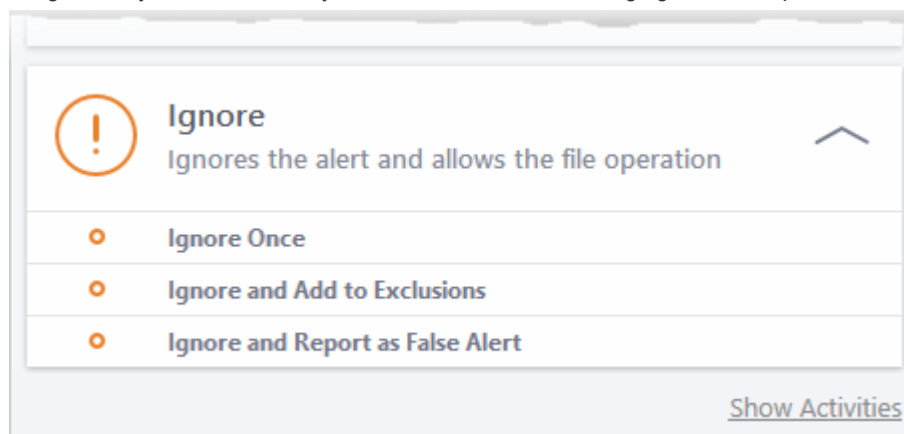 Ignore
Ignores the alert and allows the file operation
Ignore Once
Ignore and Add to Exclusions
Ignore and Report as False Alert
Show Activities